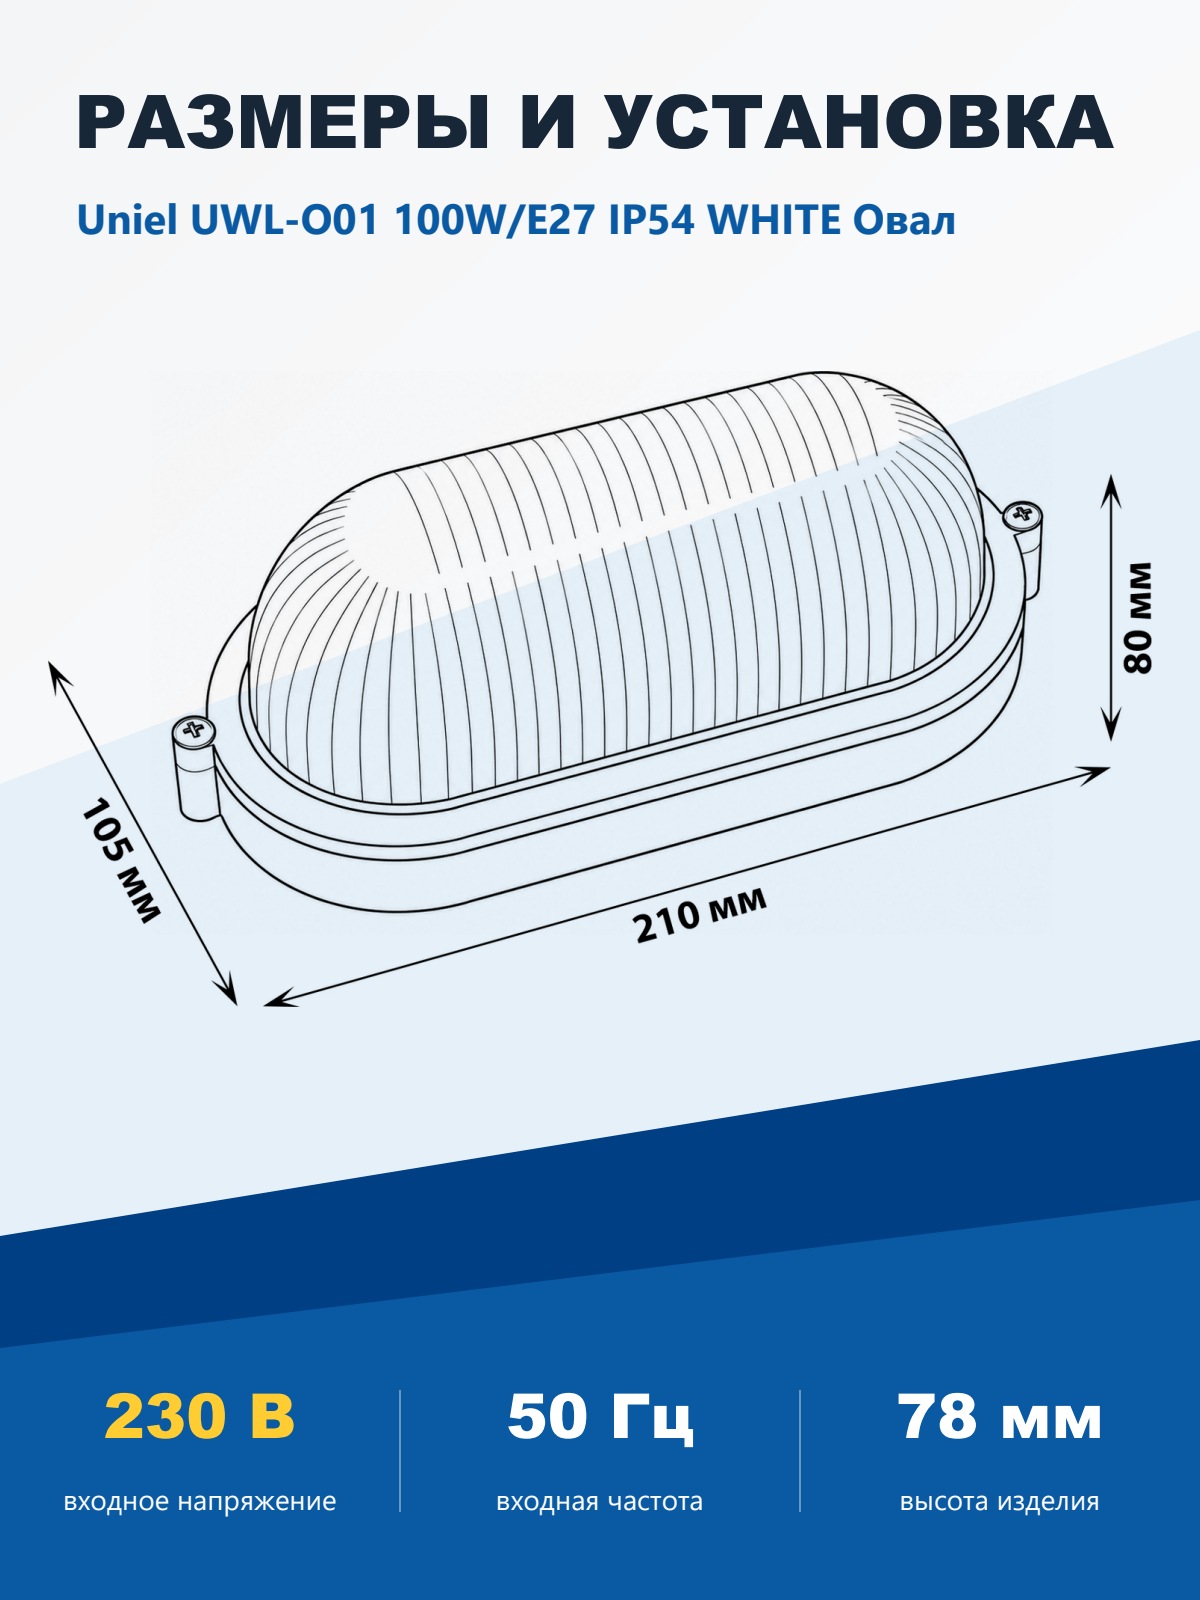 РАЗМЕРЫ И УСТАНОВКА
Uniel UWL-O01 100W/E27 IP54 WHITE Овал
80 мм
105 мм
210 мм
230 В
входное напряжение
50 Гц
входная частота
78 мм
высота изделия